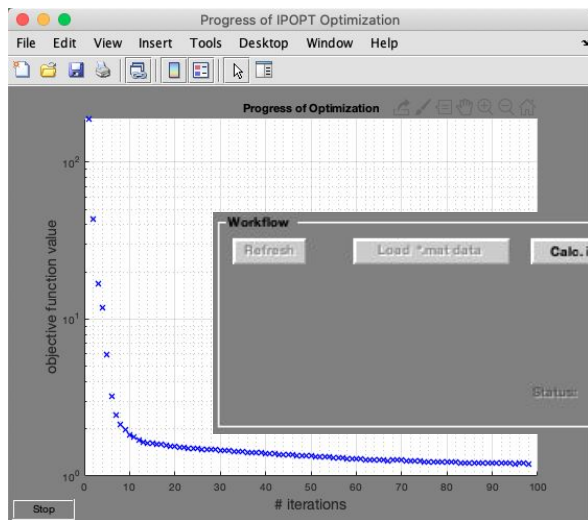 Progress of IPOPT Optimization
File Edit View Insert Tools Desktop Window Help
Progress of Optimization
objective function value
10²
10¹
10⁰
Workflow
Refresh Load *.mat data Calc. i
Status:
0 10 20 30 40 50 60 70 80 90 100
# iterations
Stop